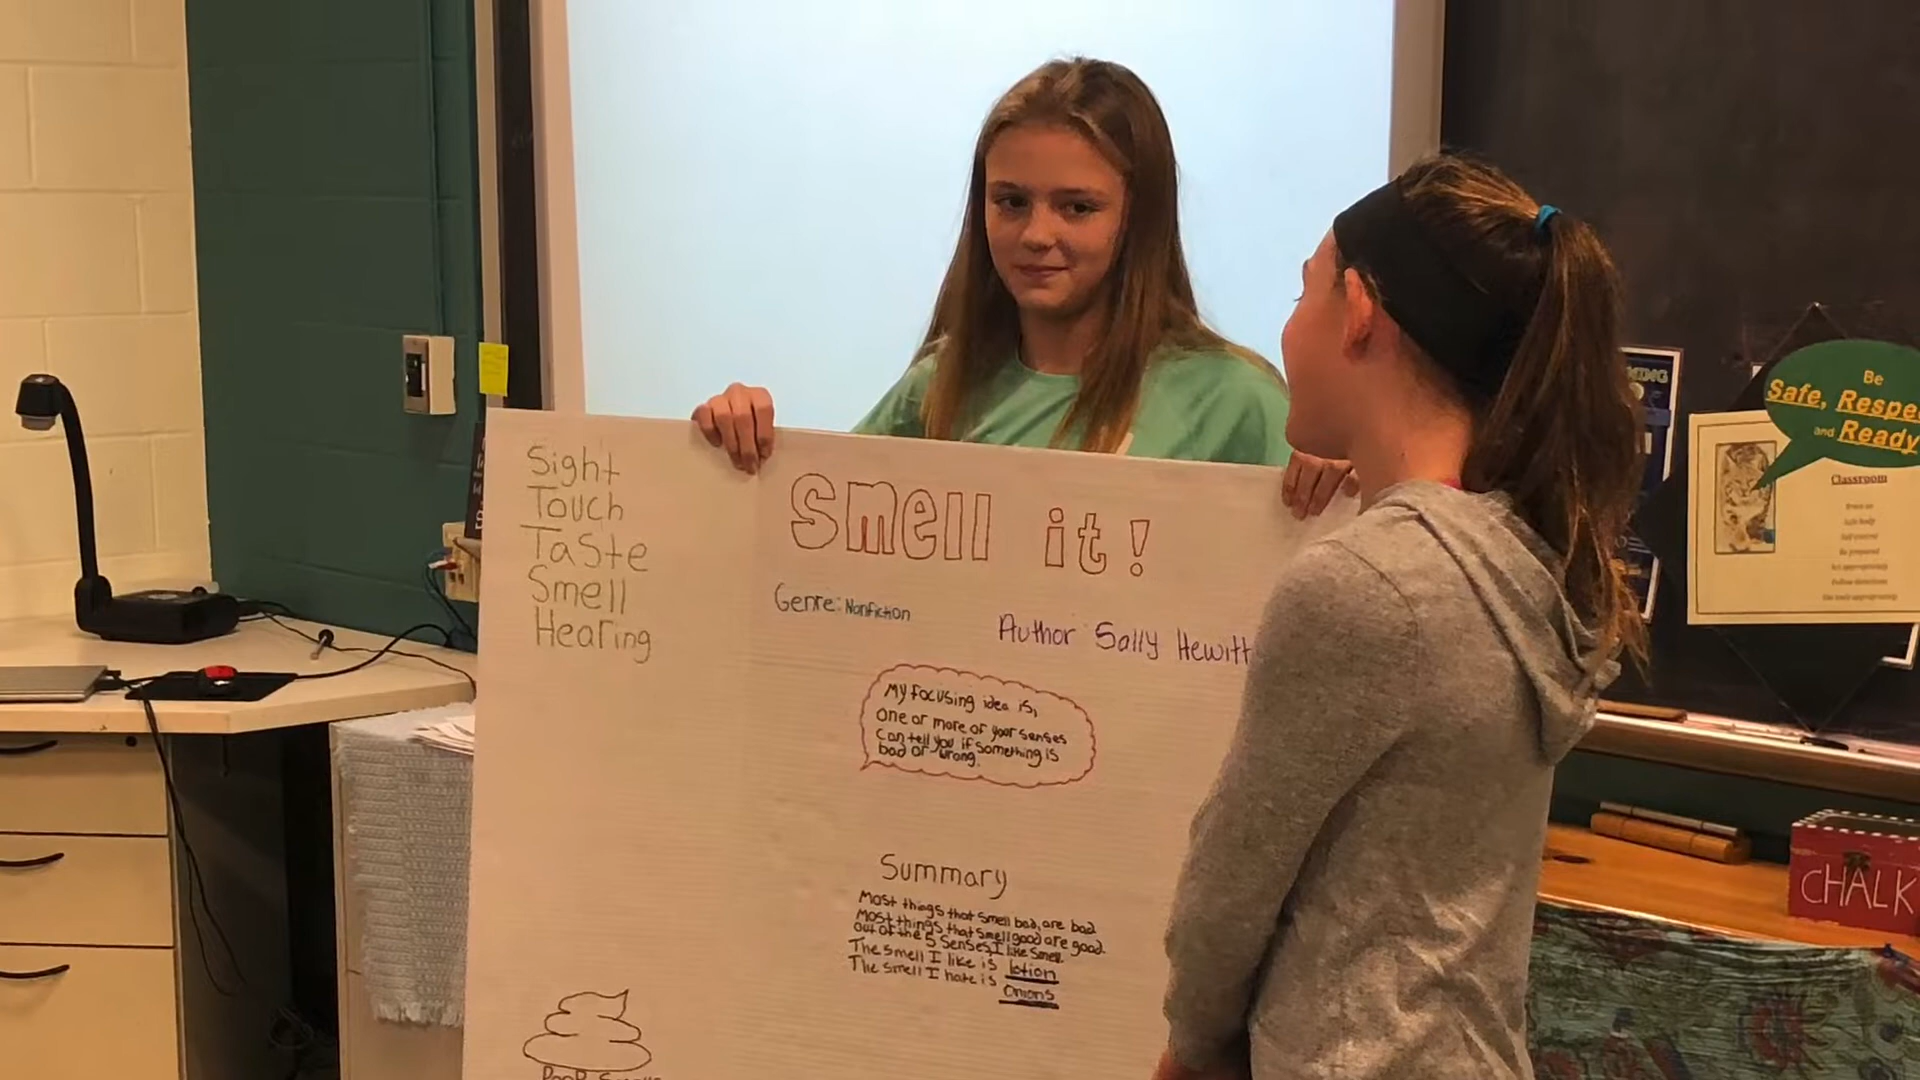 Sight
Touch
Taste
Smell
Hearing
Smell it!
Genre: Nonfiction
Author Sally Hewitt
My focusing idea is,
One or more of your senses
can tell you if something is
bad or wrong.
Summary
Most things that smell bad, are bad
Most things that smell good are good.
Out of the 5 senses, I like smell.
The smell I like is lotion
The smell I hate is
onions
Poop
Be
Safe,
and Ready
Classroom
CHALK